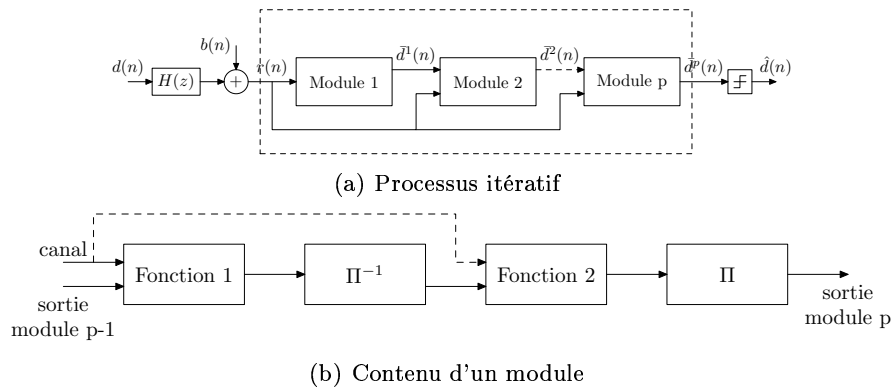 d(n)
H(z)
b(n)
+
r(n)
Module 1
d̄¹(n)
Module 2
d̄²(n)
Module p
d̄ᵖ(n)
d̂(n)
(a) Processus itératif
canal
sortie
module p-1
Fonction 1
Π⁻¹
Fonction 2
Π
sortie
module p
(b) Contenu d'un module